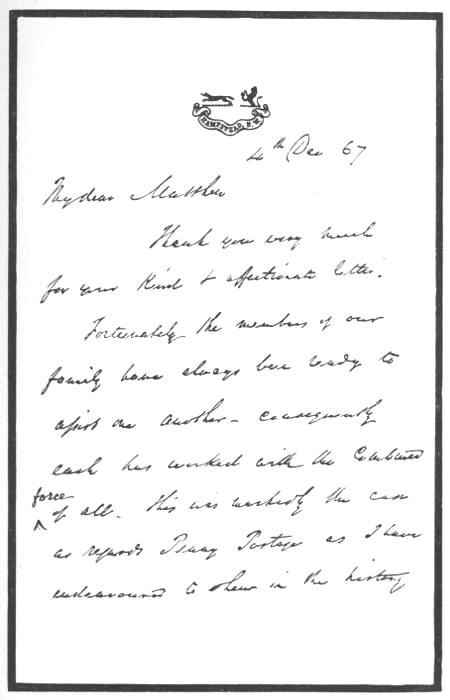 HAMPSTEAD, N.W.
4th Dec 67
My dear Matthew
Thank you very much
for your kind & affectionate letter.
Fortunately the members of our
family have always been ready to
assist one another – consequently
each has worked with the combined
force
of all. This was markedly the case
as regards Penny Postage as I have
endeavoured to shew in the history